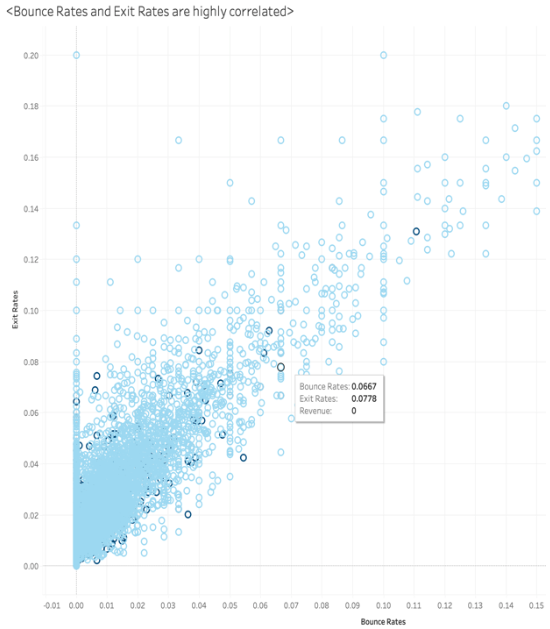 <Bounce Rates and Exit Rates are highly correlated>
0.20
0.18
0.16
0.14
0.12
0.10
0.08
0.06
0.04
0.02
0.00
Exit Rates
Bounce Rates: 0.0667
Exit Rates: 0.0778
Revenue: 0
-0.01 0.00 0.01 0.02 0.03 0.04 0.05 0.06 0.07 0.08 0.09 0.10 0.11 0.12 0.13 0.14 0.15
Bounce Rates